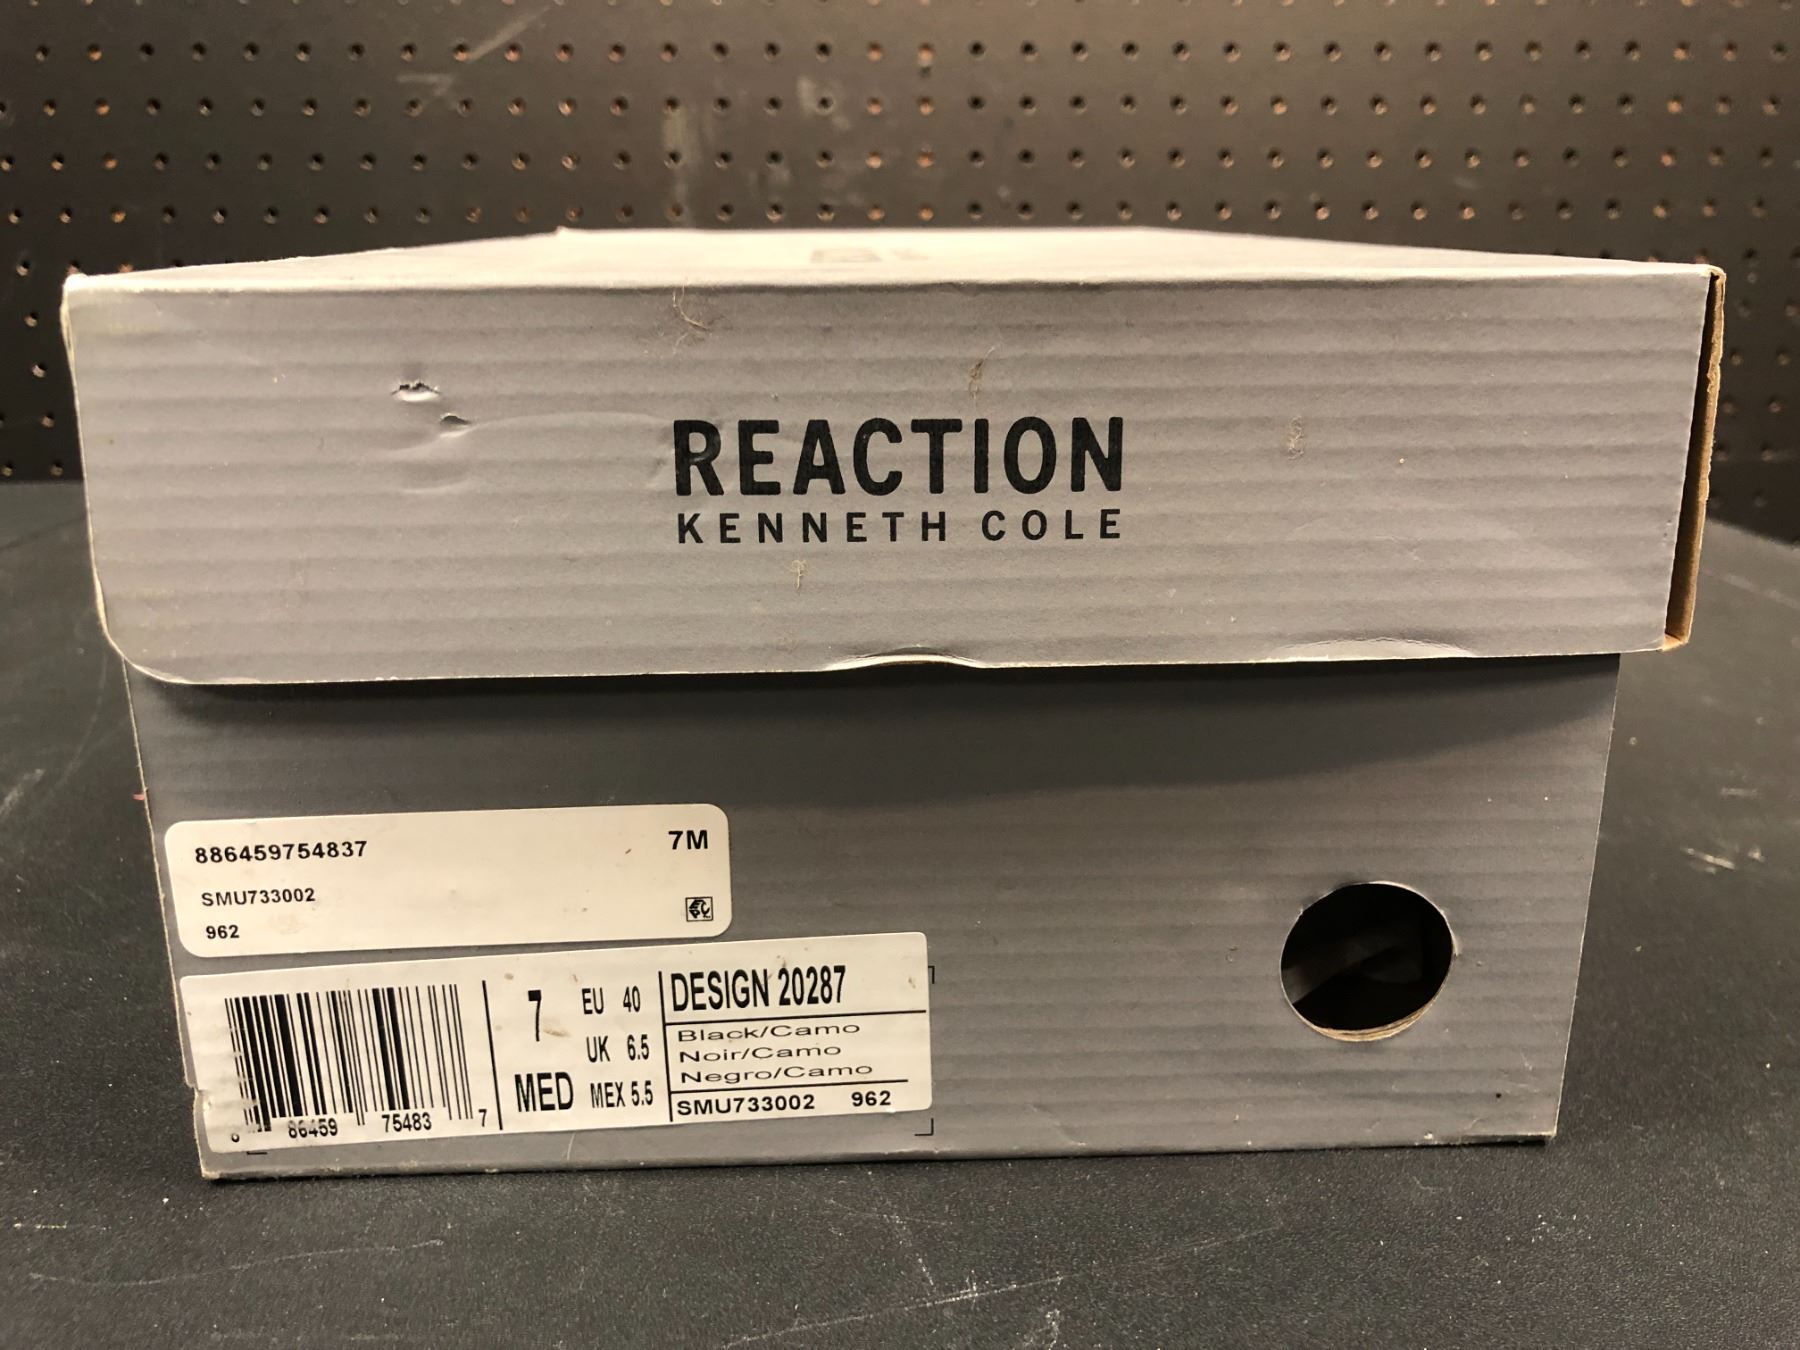 REACTION
KENNETH COLE
886459754837 7M
SMU733002
962
7 EU 40 DESIGN 20287
UK 6.5 Black/Camo
Noir/Camo
MED MEX 5.5 Negro/Camo
SMU733002 962
86459 75483 7